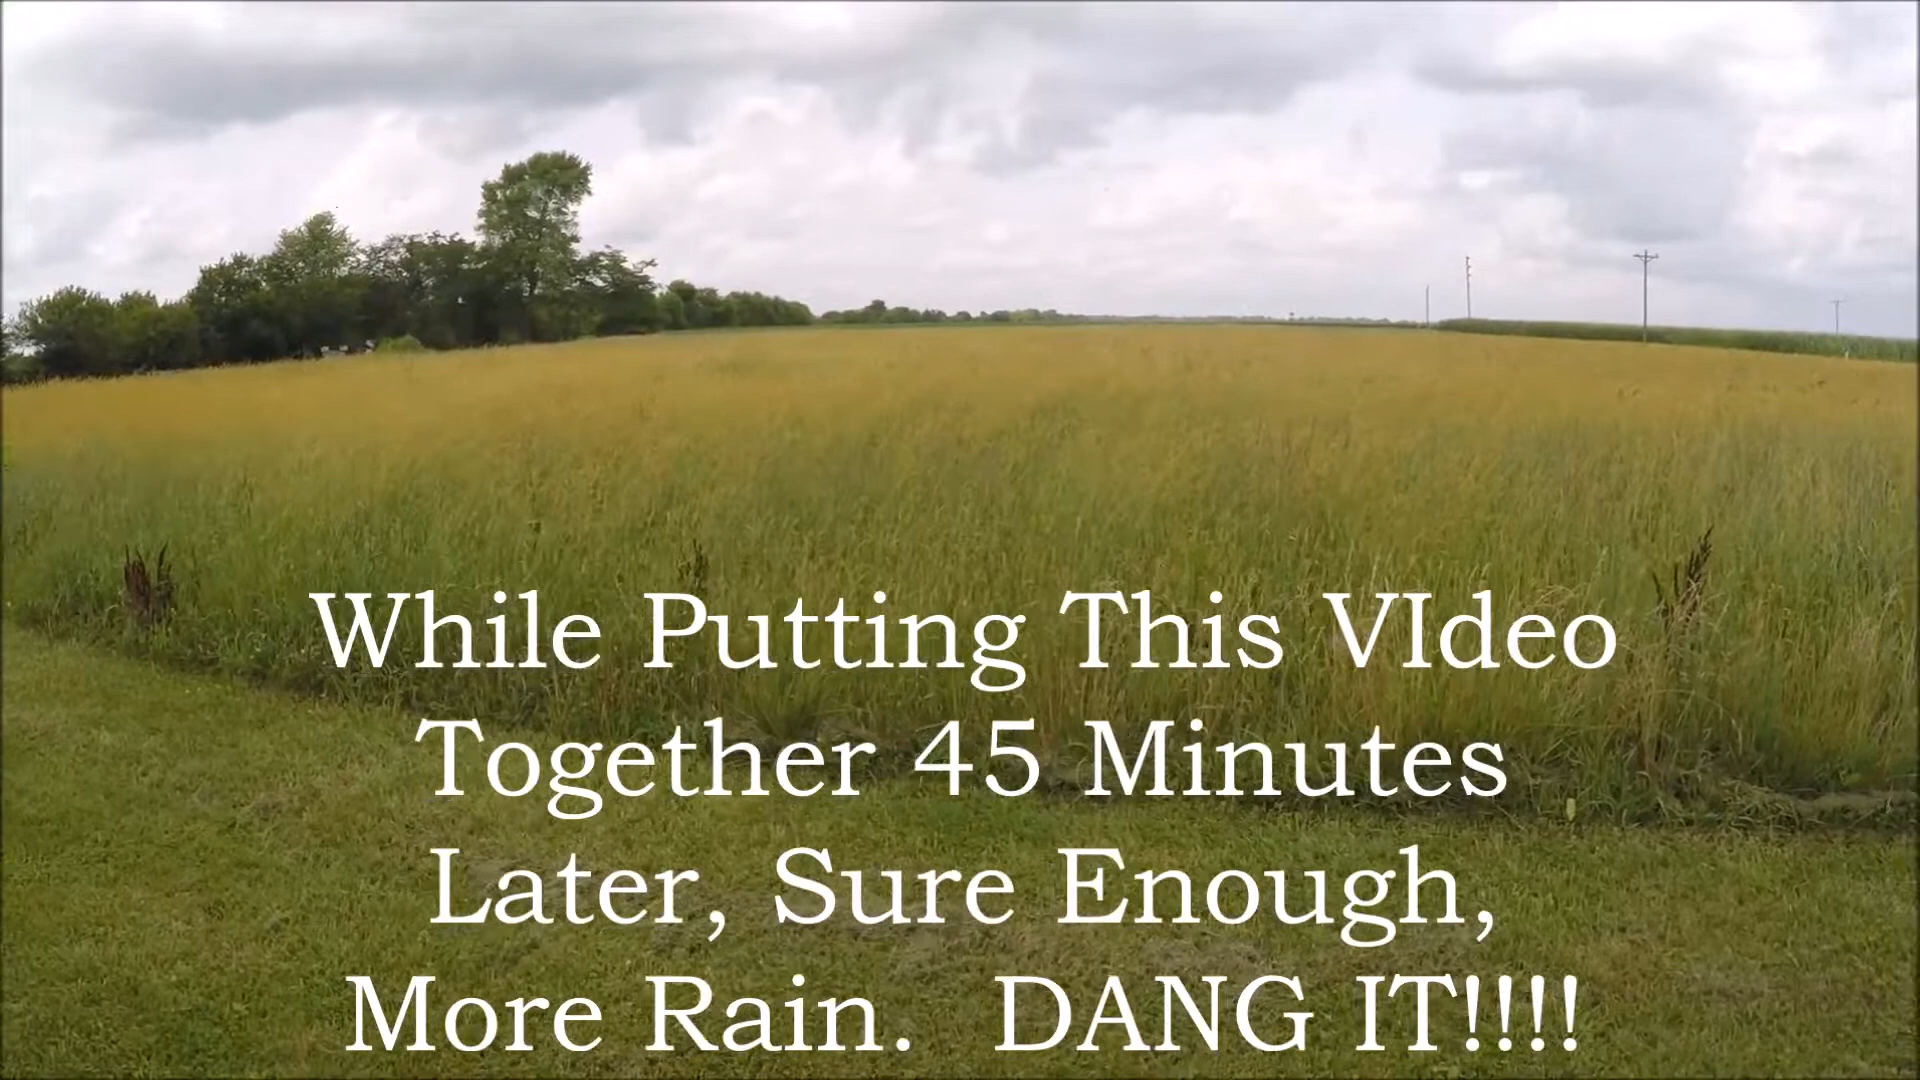 While Putting This VIdeo
Together 45 Minutes
Later, Sure Enough,
More Rain.  DANG IT!!!!